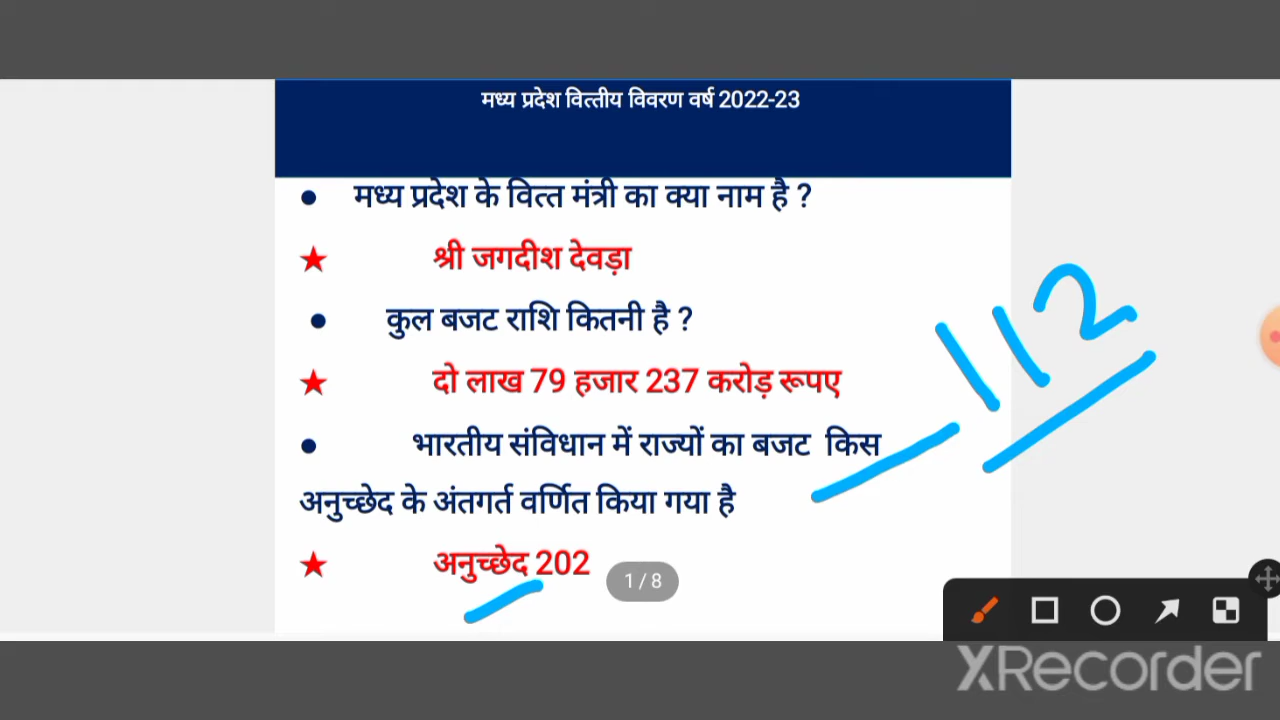 मध्य प्रदेश वित्तीय विवरण वर्ष 2022-23
● मध्य प्रदेश के वित्त मंत्री का क्या नाम है ?
★ श्री जगदीश देवड़ा
● कुल बजट राशि कितनी है ?
★ दो लाख 79 हजार 237 करोड़ रूपए
● भारतीय संविधान में राज्यों का बजट किस
अनुच्छेद के अंतगर्त वर्णित किया गया है
★ अनुच्छेद 202
112
1 / 8
XRecorder